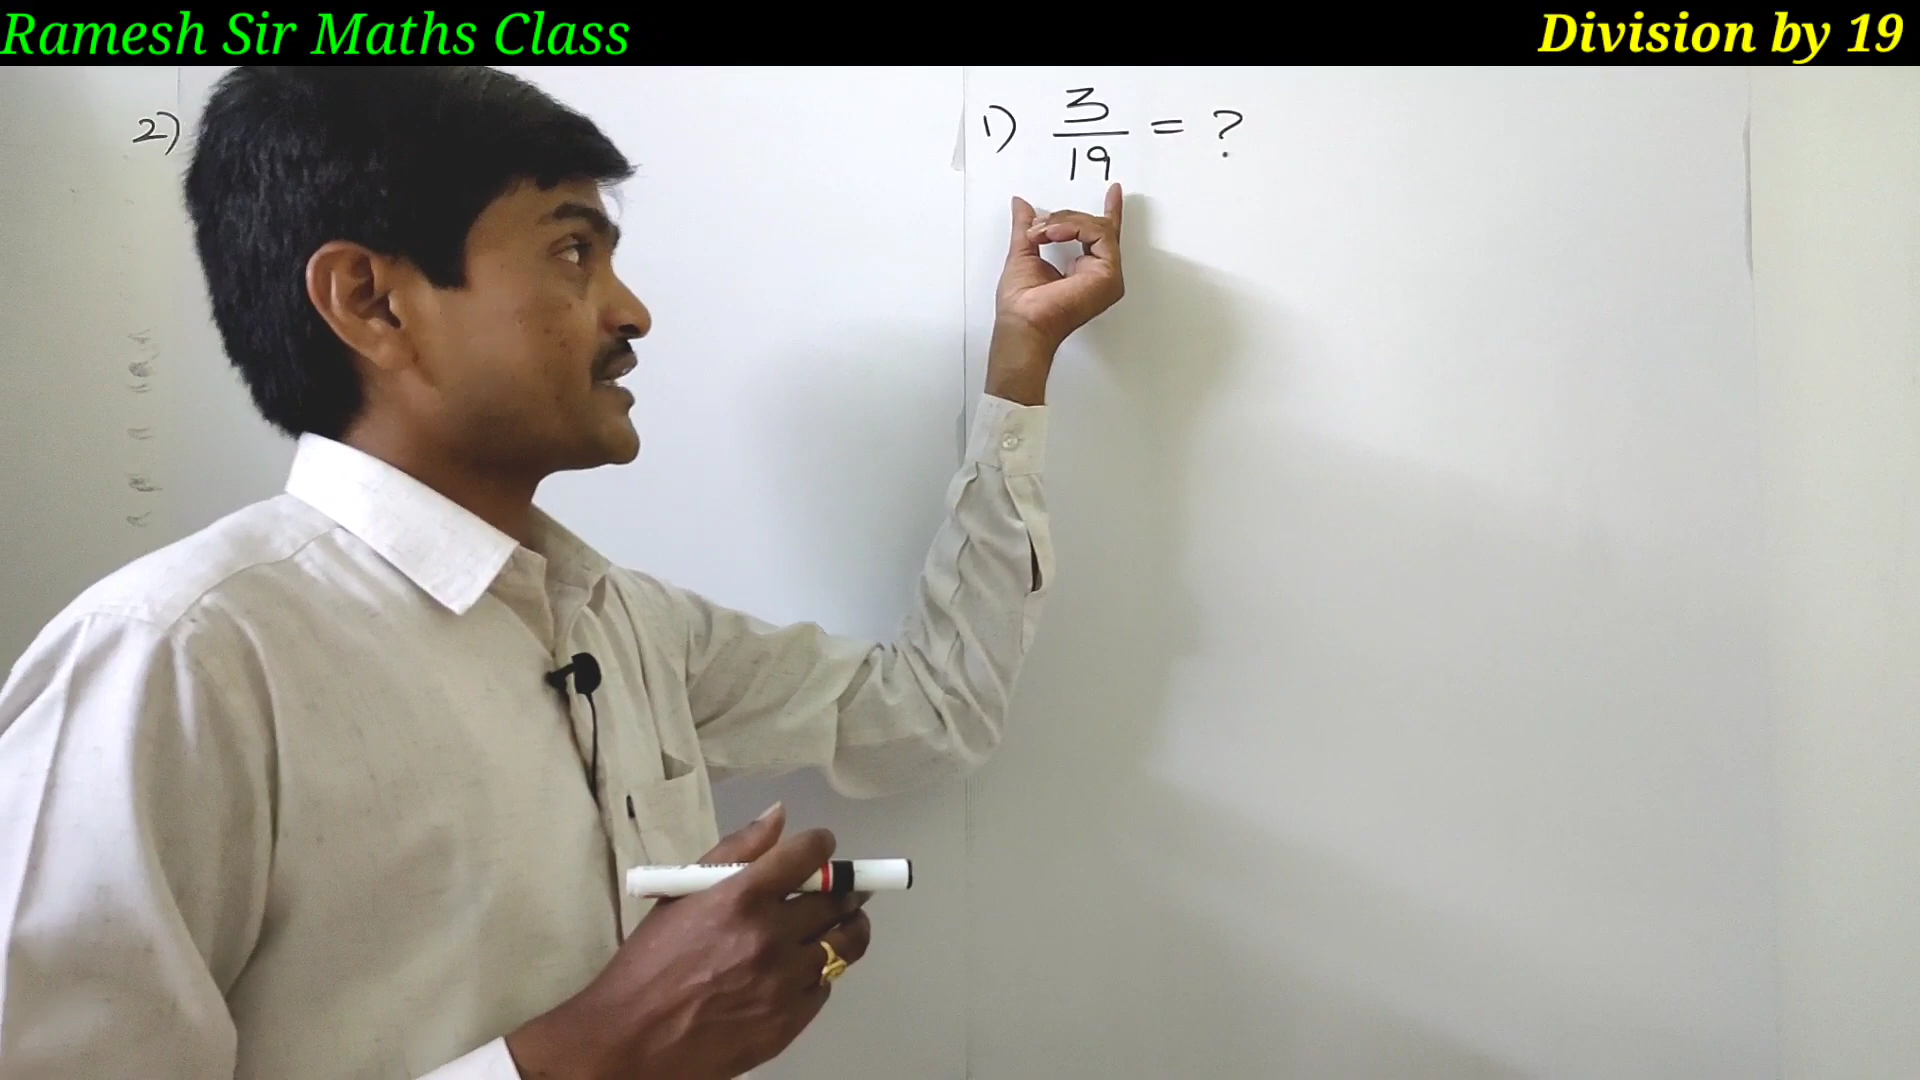 Ramesh Sir Maths Class
Division by 19
2)
1) 3/19 = ?